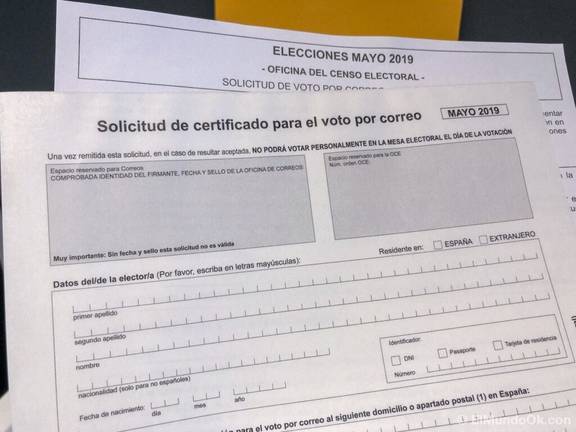 ELECCIONES MAYO 2019
- OFICINA DEL CENSO ELECTORAL -
SOLICITUD DE VOTO POR CORREO
entar
n en
ones
Solicitud de certificado para el voto por correo
MAYO 2019
Una vez remitida esta solicitud, en el caso de resultar aceptada, NO PODRÁ VOTAR PERSONALMENTE EN LA MESA ELECTORAL EL DÍA DE LA VOTACIÓN
Espacio reservado para Correos
COMPROBADA IDENTIDAD DEL FIRMANTE, FECHA Y SELLO DE LA OFICINA DE CORREOS
Muy importante: Sin fecha y sello esta solicitud no es válida
Espacio reservado para la OCE
Núm. orden OCE:
la
Datos del/de la elector/a (Por favor, escriba en letras mayúsculas):
Residente en: ESPAÑA EXTRANJERO
primer apellido
segundo apellido
nombre
nacionalidad (solo para no españoles)
Fecha de nacimiento: día mes año
Identificador:
DNI Pasaporte Tarjeta de residencia
Número
para el voto por correo al siguiente domicilio o apartado postal (1) en España:
© ElMundoOk.com